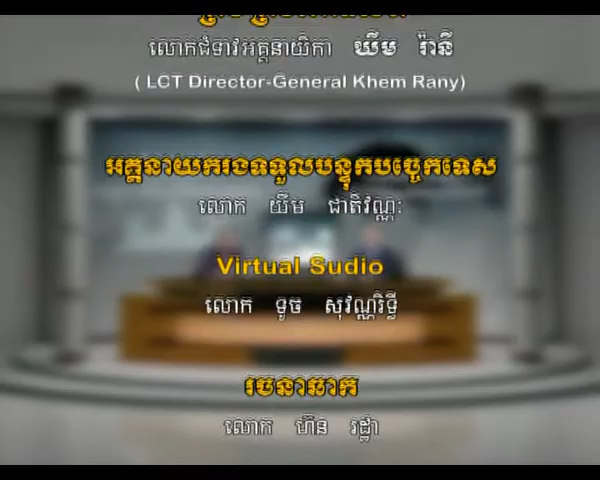 លោកជំទាវអគ្គនាយិកា ឃឹម រ៉ានី
( LCT Director-General Khem Rany)
អគ្គនាយករងទទួលបន្ទុកបច្ចេកទេស
លោក យឹម ជាតិវណ្ណៈ
Virtual Sudio
លោក ទូច សុវណ្ណរិទ្ធី
រចនាឆាក
លោក ហ៊ន រដ្ឋា